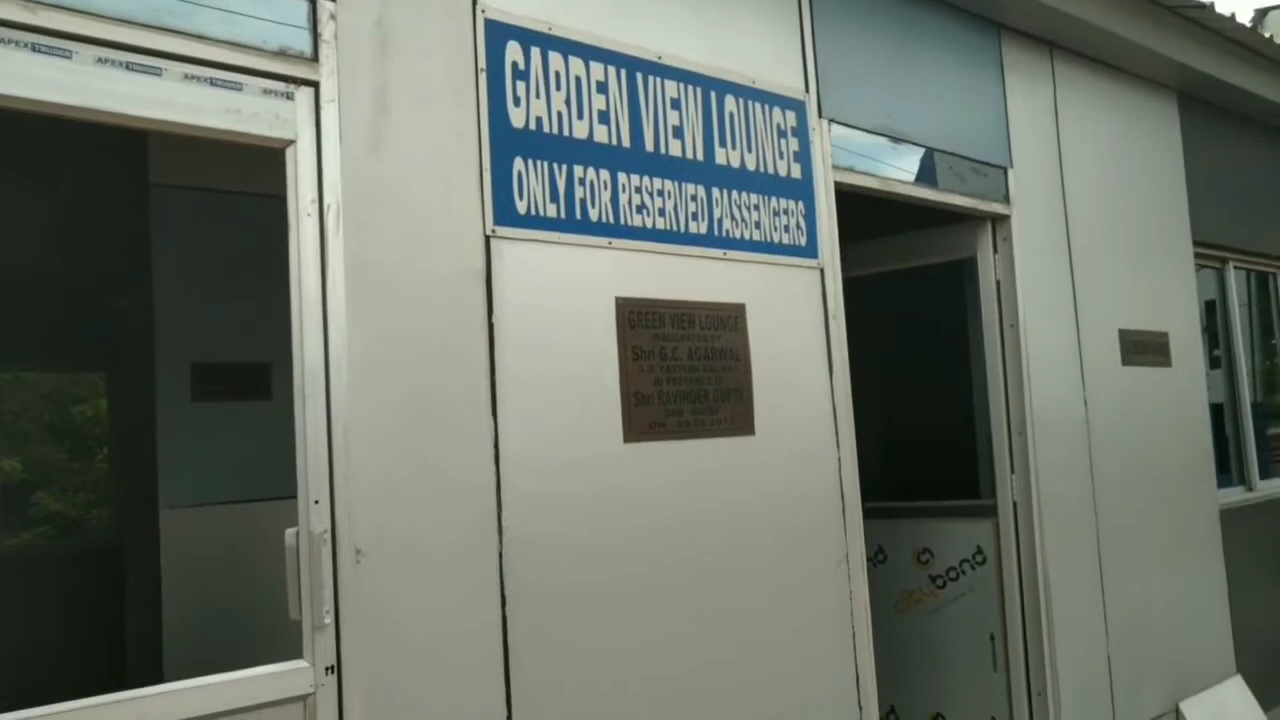 APEX TRUDER APEX TRUDER APEX TRUDER APEX
GARDEN VIEW LOUNGE
ONLY FOR RESERVED PASSENGERS
GREEN VIEW LOUNGE
INAUGRATED BY
Shri G.C. AGARWAL
G.M. EASTERN RAILWAY
IN PRESENCE OF
Shri RAVINDER GUPTA
ON
bond